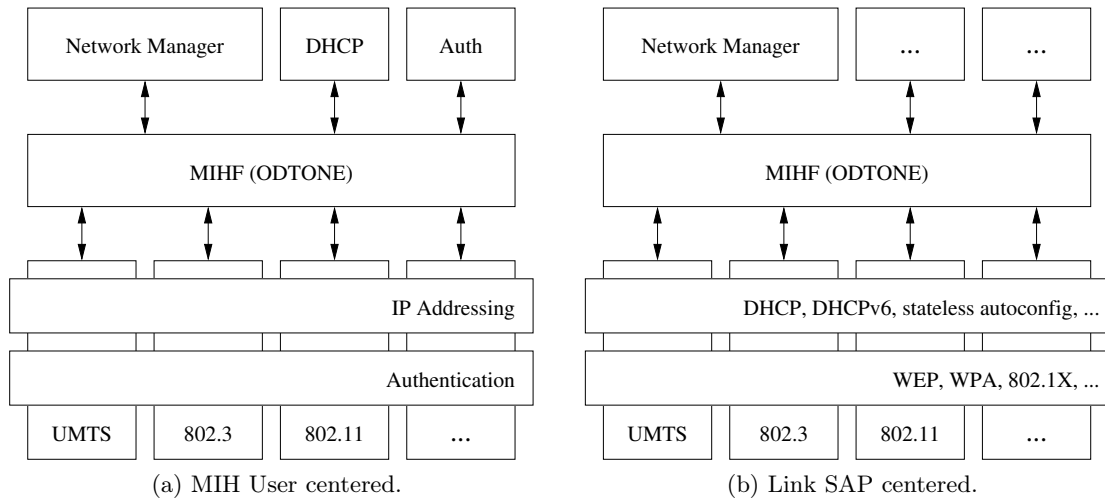 Network Manager
DHCP
Auth
MIHF (ODTONE)
IP Addressing
Authentication
UMTS
802.3
802.11
...
(a) MIH User centered.
Network Manager
...
...
MIHF (ODTONE)
DHCP, DHCPv6, stateless autoconfig, ...
WEP, WPA, 802.1X, ...
UMTS
802.3
802.11
...
(b) Link SAP centered.